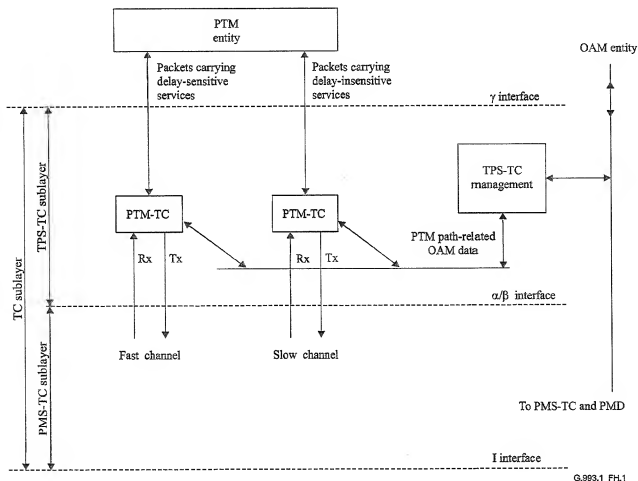 PTM
entity
OAM entity
Packets carrying
delay-sensitive
services
Packets carrying
delay-insensitive
services
γ interface
TPS-TC
management
PTM-TC
PTM-TC
PTM path-related
OAM data
Rx
Tx
Rx
Tx
α/β interface
Fast channel
Slow channel
TC sublayer
TPS-TC sublayer
PMS-TC sublayer
To PMS-TC and PMD
I interface
G.993.1_FH.1